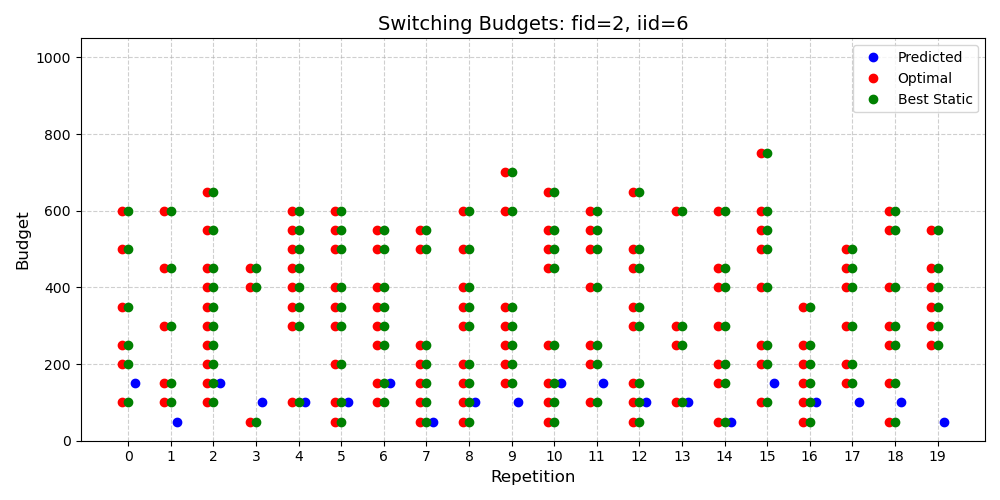 Switching Budgets: fid=2, iid=6
Predicted
Optimal
Best Static
Budget
1000
800
600
400
200
0
0 1 2 3 4 5 6 7 8 9 10 11 12 13 14 15 16 17 18 19
Repetition